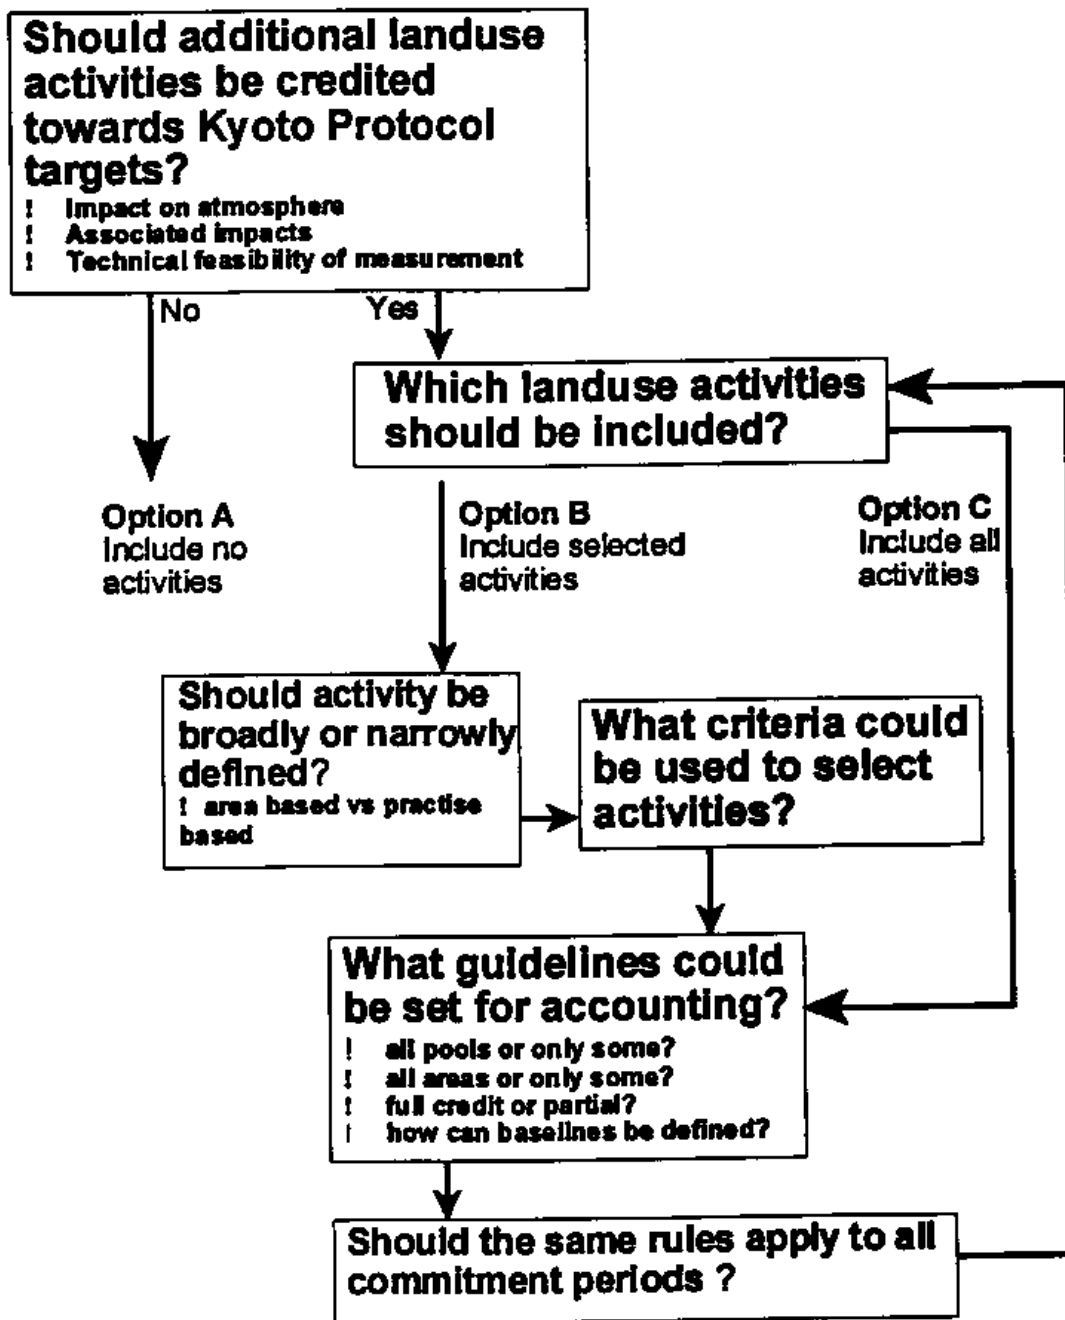 Should additional landuse
activities be credited
towards Kyoto Protocol
targets?
! Impact on atmosphere
! Associated impacts
! Technical feasibility of measurement
No
Yes
Which landuse activities
should be included?
Option A
Include no
activities
Option B
Include selected
activities
Option C
Include all
activities
Should activity be
broadly or narrowly
defined?
! area based vs practise
based
What criteria could
be used to select
activities?
What guidelines could
be set for accounting?
! all pools or only some?
! all areas or only some?
! full credit or partial?
! how can baselines be defined?
Should the same rules apply to all
commitment periods ?